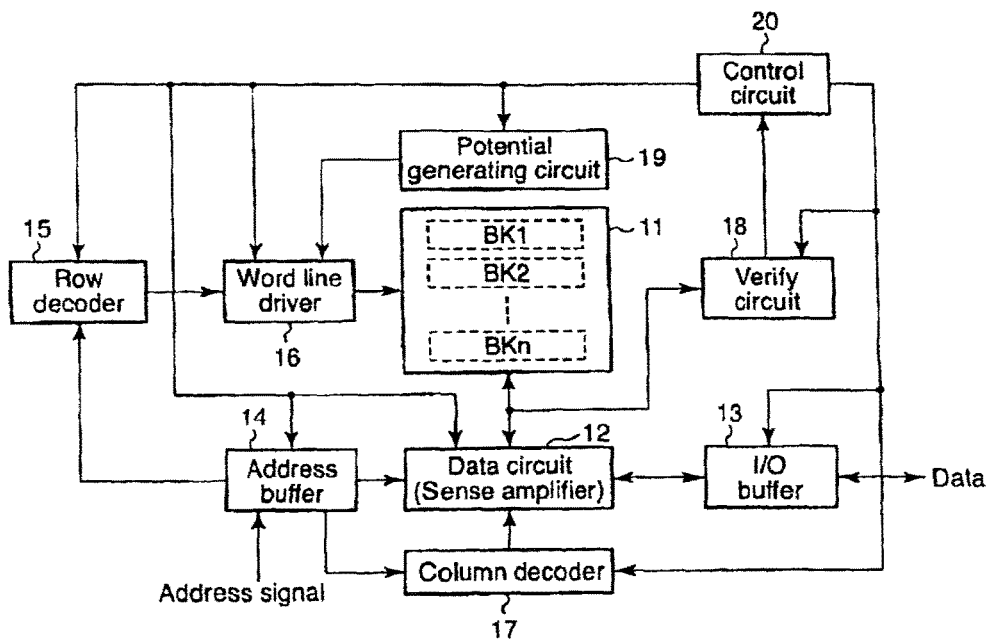 20
Control
circuit
Potential
generating circuit
19
15
Row
decoder
Word line
driver
16
BK1
BK2
BKn
11
18
Verify
circuit
14
Address
buffer
12
Data circuit
(Sense amplifier)
13
I/O
buffer
Data
Address signal
Column decoder
17